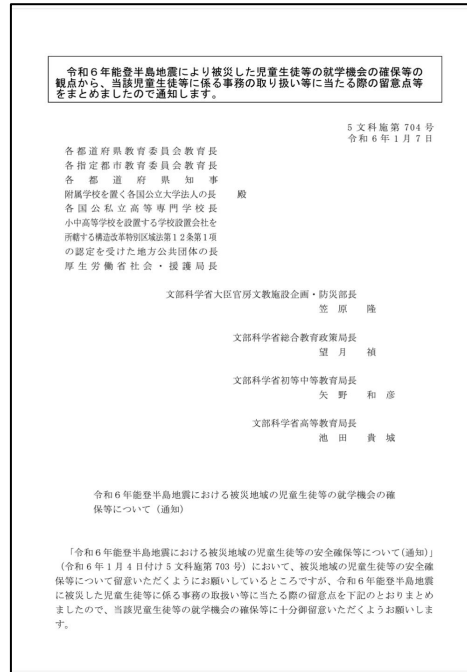 令和６年能登半島地震により被災した児童生徒等の就学機会の確保等の
観点から、当該児童生徒等に係る事務の取り扱い等に当たる際の留意点等
をまとめましたので通知します。
５文科施第704号
令和６年１月７日
各都道府県教育委員会教育長
各指定都市教育委員会教育長
各都道府県知事
附属学校を置く各国公立大学法人の長　殿
各国公私立高等専門学校長
小中高等学校を設置する学校設置会社を
所轄する構造改革特別区域法第１２条第１項
の認定を受けた地方公共団体の長
厚生労働省社会・援護局長
文部科学省大臣官房文教施設企画・防災部長
笠原　隆
文部科学省総合教育政策局長
望月　禎
文部科学省初等中等教育局長
矢野　和彦
文部科学省高等教育局長
池田　貴城
令和６年能登半島地震における被災地域の児童生徒等の就学機会の確
保等について（通知）
「令和６年能登半島地震における被災地域の児童生徒等の安全確保等について(通知)」
（令和６年１月４日付け５文科施第703号）において、被災地域の児童生徒等の安全確
保等について留意いただくようにお願いしているところですが、令和６年能登半島地震
に被災した児童生徒等に係る事務の取扱い等に当たる際の留意点を下記のとおりまとめ
ましたので、当該児童生徒等の就学機会の確保等に十分御留意いただくようお願いしま
す。